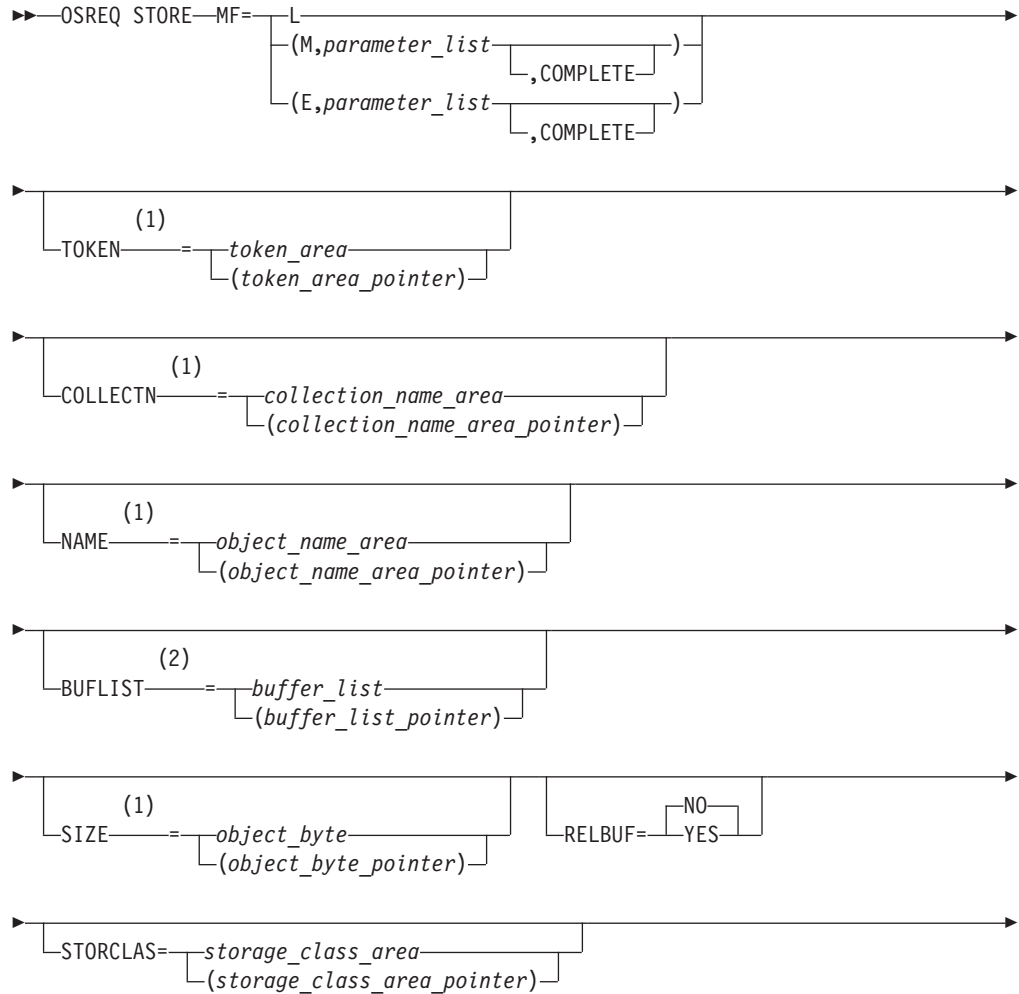 OSREQ STORE MF= L
(M,parameter_list )
,COMPLETE
(E,parameter_list )
,COMPLETE
(1)
TOKEN = token_area
(token_area_pointer)
(1)
COLLECTN = collection_name_area
(collection_name_area_pointer)
(1)
NAME = object_name_area
(object_name_area_pointer)
(2)
BUFLIST = buffer_list
(buffer_list_pointer)
(1) NO
SIZE = object_byte RELBUF= YES
(object_byte_pointer)
STORCLAS= storage_class_area
(storage_class_area_pointer)